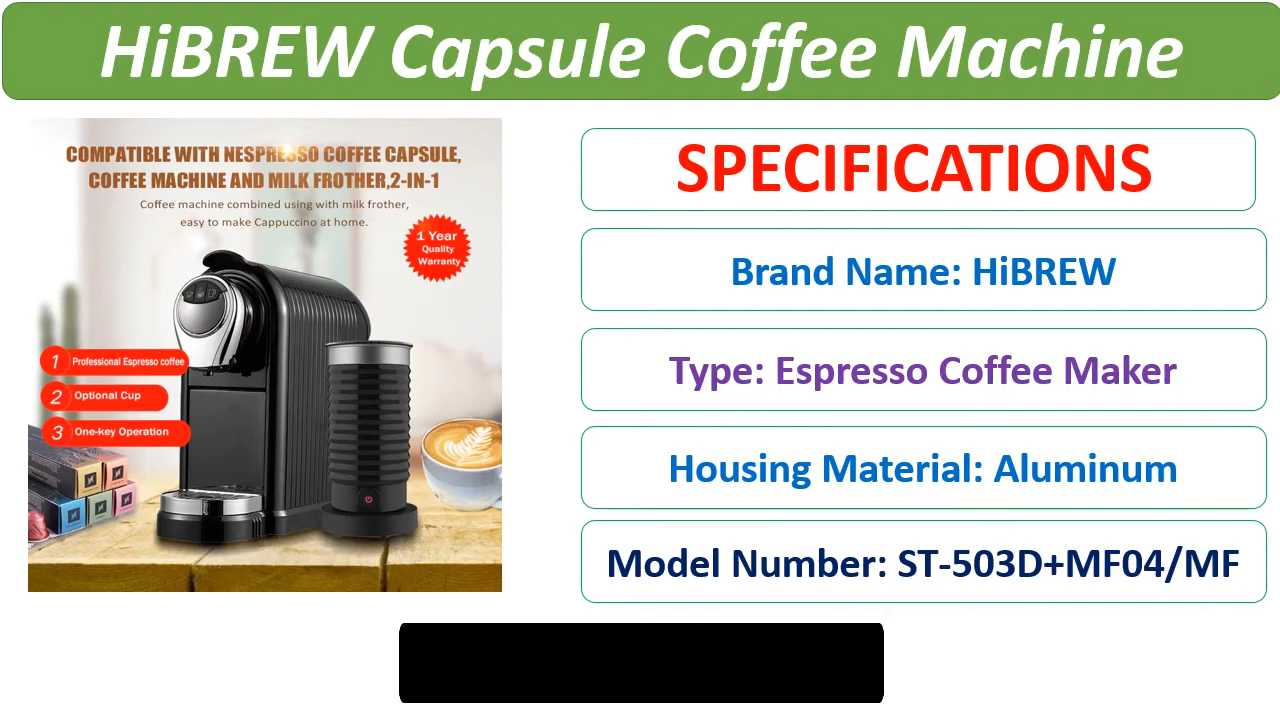 HiBREW Capsule Coffee Machine
COMPATIBLE WITH NESPRESSO COFFEE CAPSULE,
COFFEE MACHINE AND MILK FROTHER,2-IN-1
Coffee machine combined using with milk frother,
easy to make Cappuccino at home.
1 Year
Quality
Warranty
1 Professional Espresso coffee
2 Optional Cup
3 One-key Operation
SPECIFICATIONS
Brand Name: HiBREW
Type: Espresso Coffee Maker
Housing Material: Aluminum
Model Number: ST-503D+MF04/MF